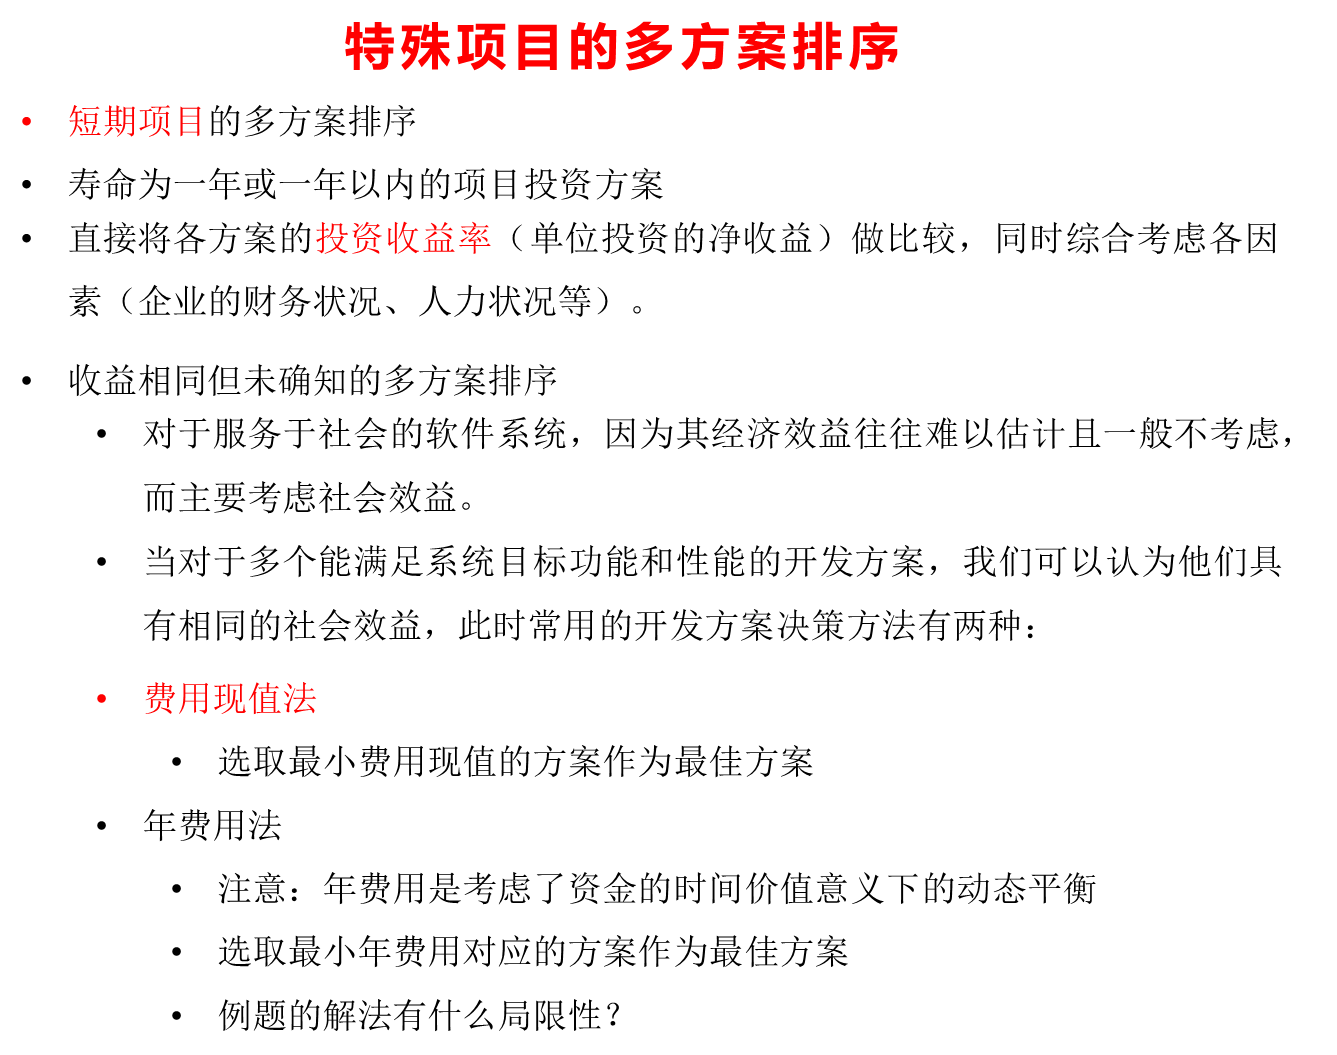 特殊项目的多方案排序
• 短期项目的多方案排序
• 寿命为一年或一年以内的项目投资方案
• 直接将各方案的投资收益率（单位投资的净收益）做比较，同时综合考虑各因
素（企业的财务状况、人力状况等）。
• 收益相同但未确知的多方案排序
• 对于服务于社会的软件系统，因为其经济效益往往难以估计且一般不考虑，
而主要考虑社会效益。
• 当对于多个能满足系统目标功能和性能的开发方案，我们可以认为他们具
有相同的社会效益，此时常用的开发方案决策方法有两种：
• 费用现值法
• 选取最小费用现值的方案作为最佳方案
• 年费用法
• 注意：年费用是考虑了资金的时间价值意义下的动态平衡
• 选取最小年费用对应的方案作为最佳方案
• 例题的解法有什么局限性？